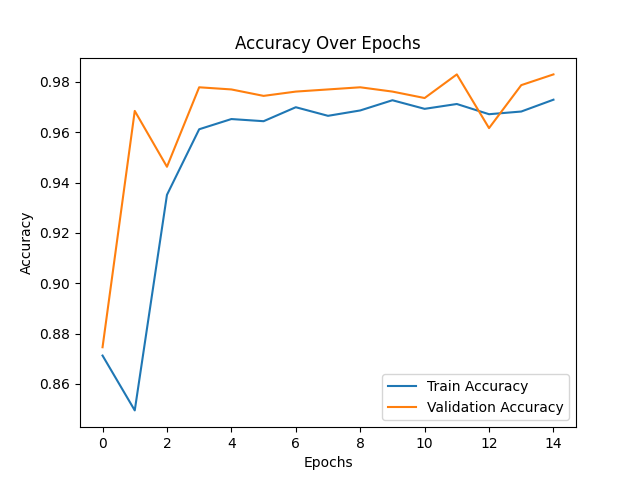 Accuracy Over Epochs
0.98
0.96
0.94
0.92
0.90
0.88
0.86
Accuracy
Train Accuracy
Validation Accuracy
0 2 4 6 8 10 12 14
Epochs